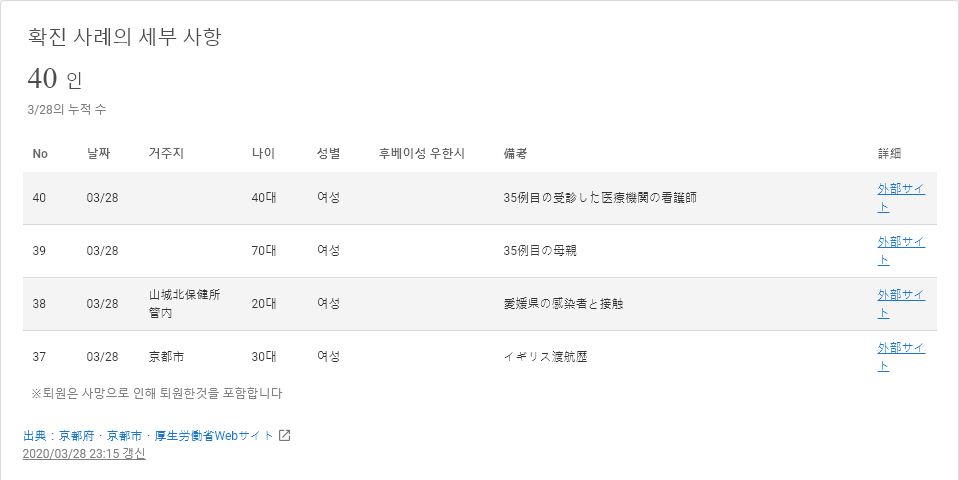 확진 사례의 세부 사항
40 인
3/28의 누적 수
No 날짜 거주지 나이 성별 후베이성 우한시 備考 詳細
40 03/28 40대 여성 35例目の受診した医療機関の看護師 外部サイ
ト
39 03/28 70대 여성 35例目の母親 外部サイ
ト
38 03/28 山城北保健所 20대 여성 愛媛県の感染者と接触 外部サイ
管内 ト
37 03/28 京都市 30대 여성 イギリス渡航歴 外部サイ
ト
※퇴원은 사망으로 인해 퇴원한것을 포함합니다
出典：京都府・京都市・厚生労働省Webサイト
2020/03/28 23:15 갱신